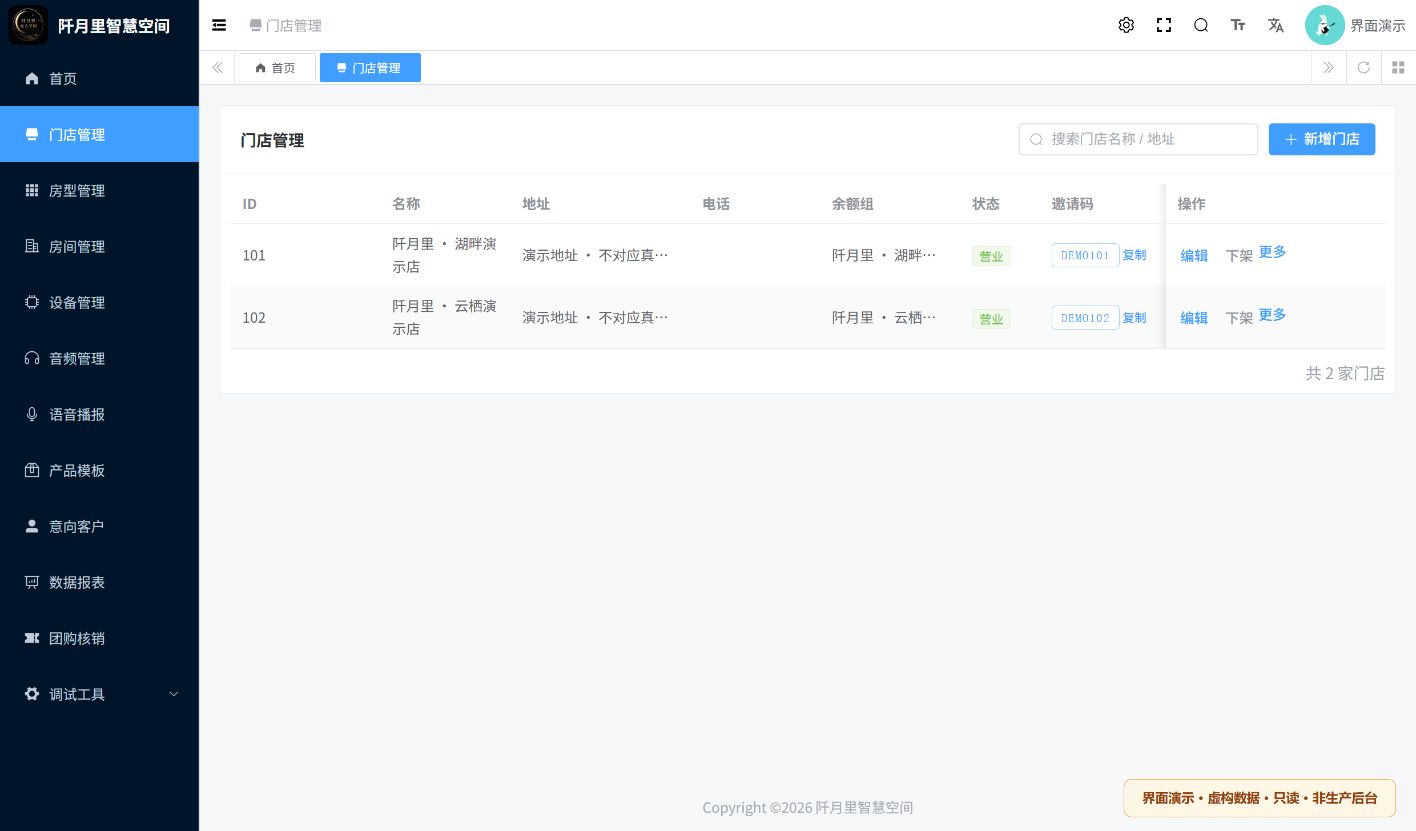 阡月里智慧空间
门店管理
界面演示
首页
门店管理
首页
门店管理
房型管理
房间管理
设备管理
音频管理
语音播报
产品模板
意向客户
数据报表
团购核销
调试工具
门店管理
搜索门店名称 / 地址
新增门店
ID 名称 地址 电话 余额组 状态 邀请码 操作
101 阡月里 · 湖畔演示店 演示地址 · 不对应真… 阡月里 · 湖畔… 营业 DEMO101 复制 编辑 下架 更多
102 阡月里 · 云栖演示店 演示地址 · 不对应真… 阡月里 · 云栖… 营业 DEMO102 复制 编辑 下架 更多
共 2 家门店
Copyright ©2026 阡月里智慧空间
界面演示 · 虚构数据 · 只读 · 非生产后台